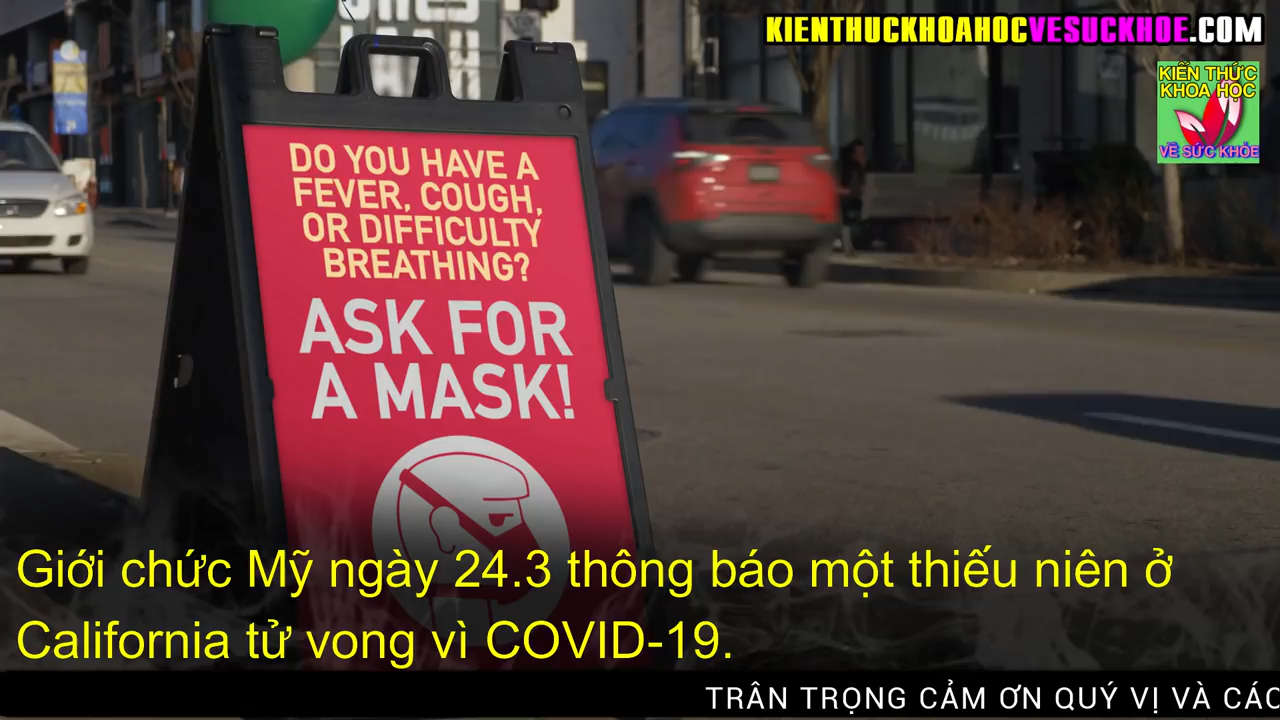 KIENTHUCKHOAHOCVESUCKHOE.COM
KIẾN THỨC
KHOA HỌC
VỀ SỨC KHỎE
DO YOU HAVE A
FEVER, COUGH,
OR DIFFICULTY
BREATHING?
ASK FOR
A MASK!
Giới chức Mỹ ngày 24.3 thông báo một thiếu niên ở
California tử vong vì COVID-19.
TRÂN TRỌNG CẢM ƠN QUÝ VỊ VÀ CÁC